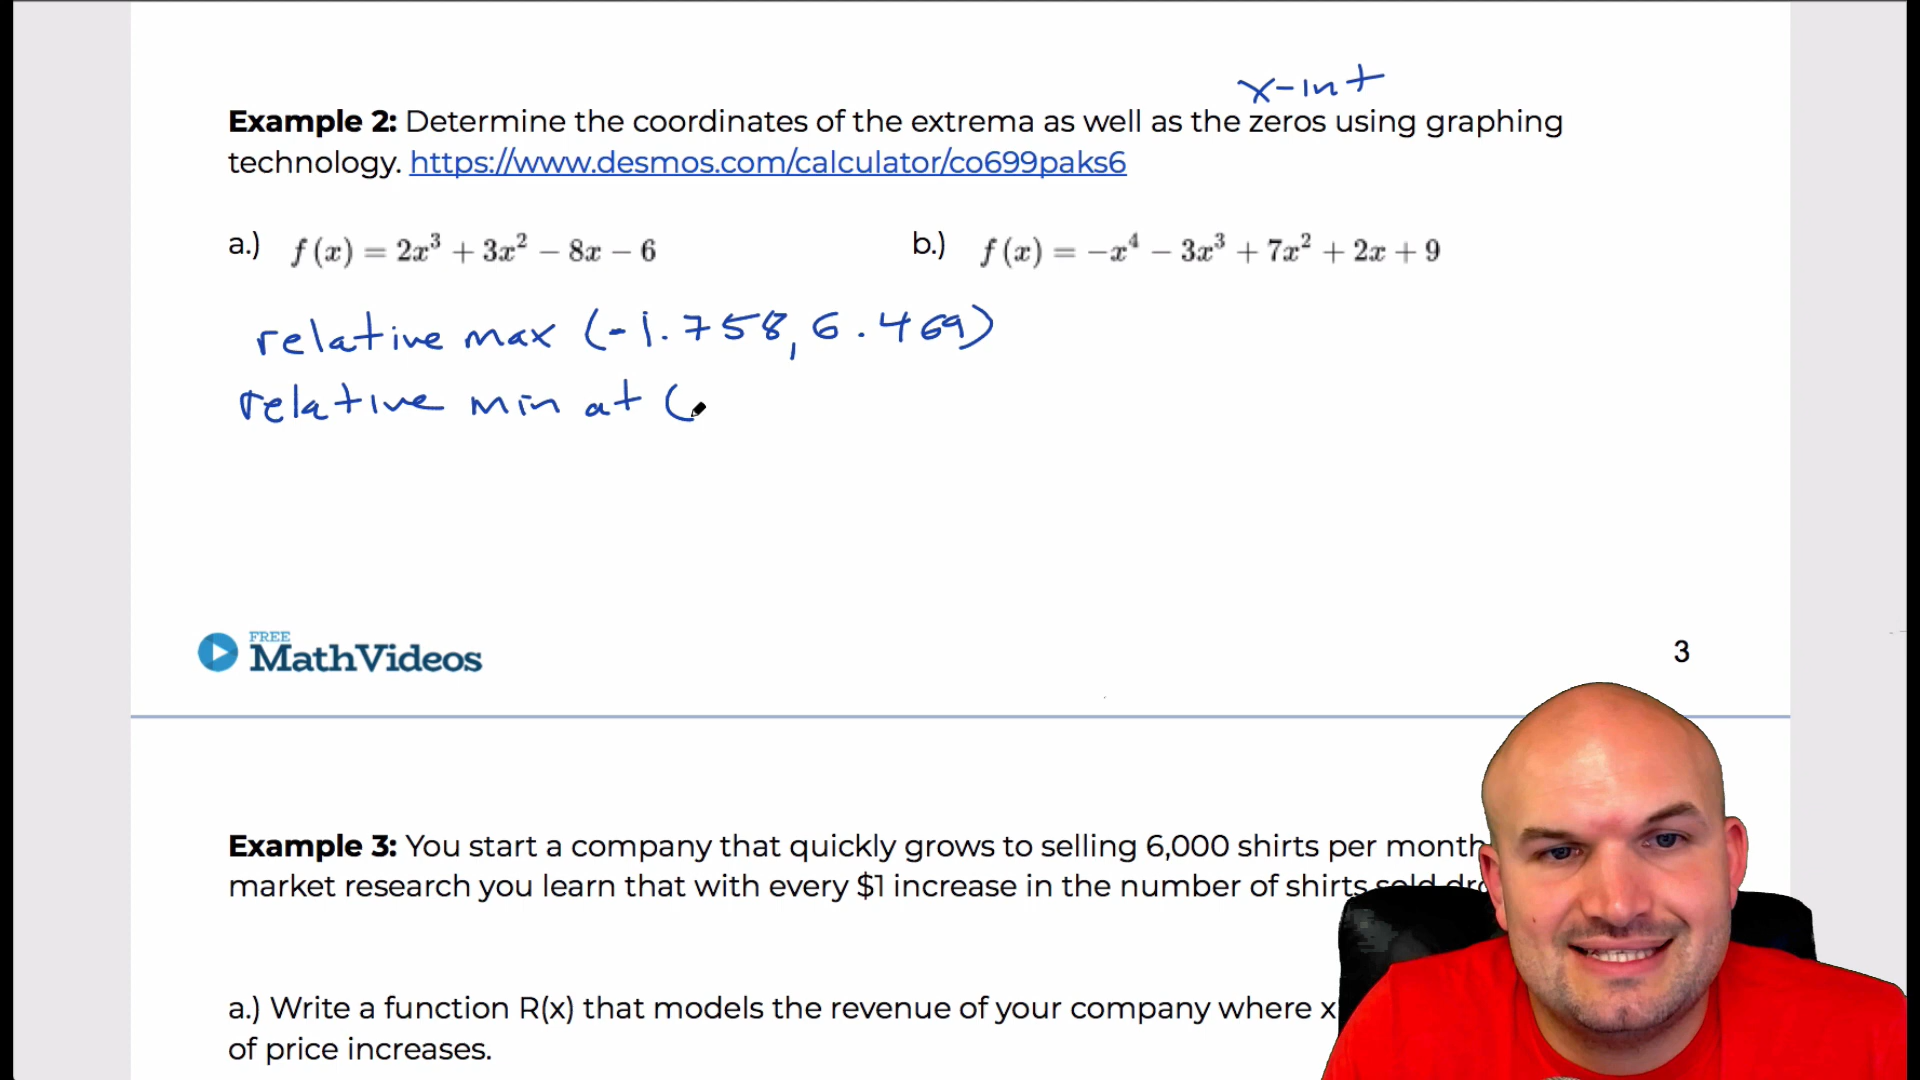 x-int
Example 2: Determine the coordinates of the extrema as well as the zeros using graphing
technology. https://www.desmos.com/calculator/co699paks6
a.) f(x) = 2x³ + 3x² − 8x − 6
b.) f(x) = −x⁴ − 3x³ + 7x² + 2x + 9
relative max (-1.758, 6.469)
relative min at (
FREE
MathVideos
3
Example 3: You start a company that quickly grows to selling 6,000 shirts per month
market research you learn that with every $1 increase in the number of shirts sold
a.) Write a function R(x) that models the revenue of your company where x
of price increases.